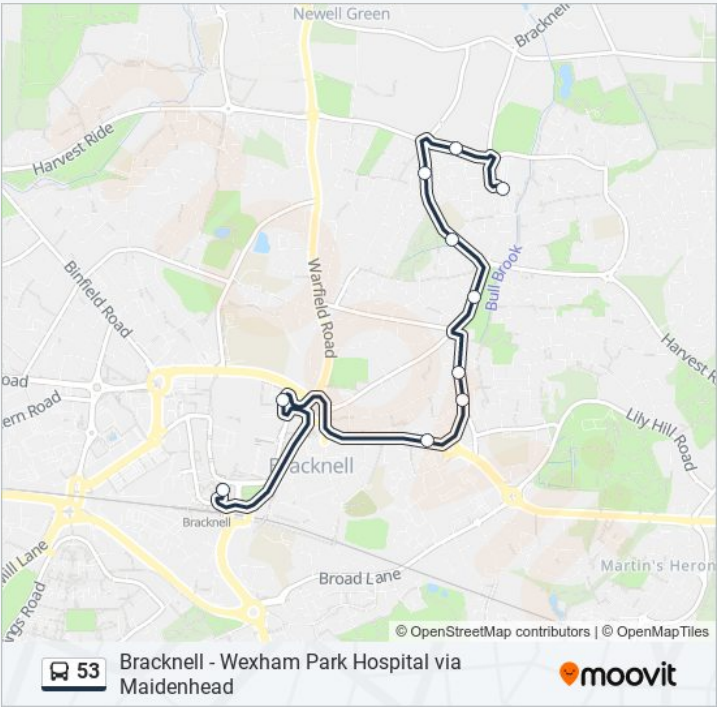 Newell Green
Bracknell
Harvest Ride
Binfield Road
Warfield Road
Bull Brook
Harvest R
oad
ern Road
Lily Hill Road
Bracknell
Bracknell
Mill Lane
Broad Lane
Martin's Heron
ngs Road
© OpenStreetMap contributors | © OpenMapTiles
53
Bracknell - Wexham Park Hospital via
Maidenhead
moovit